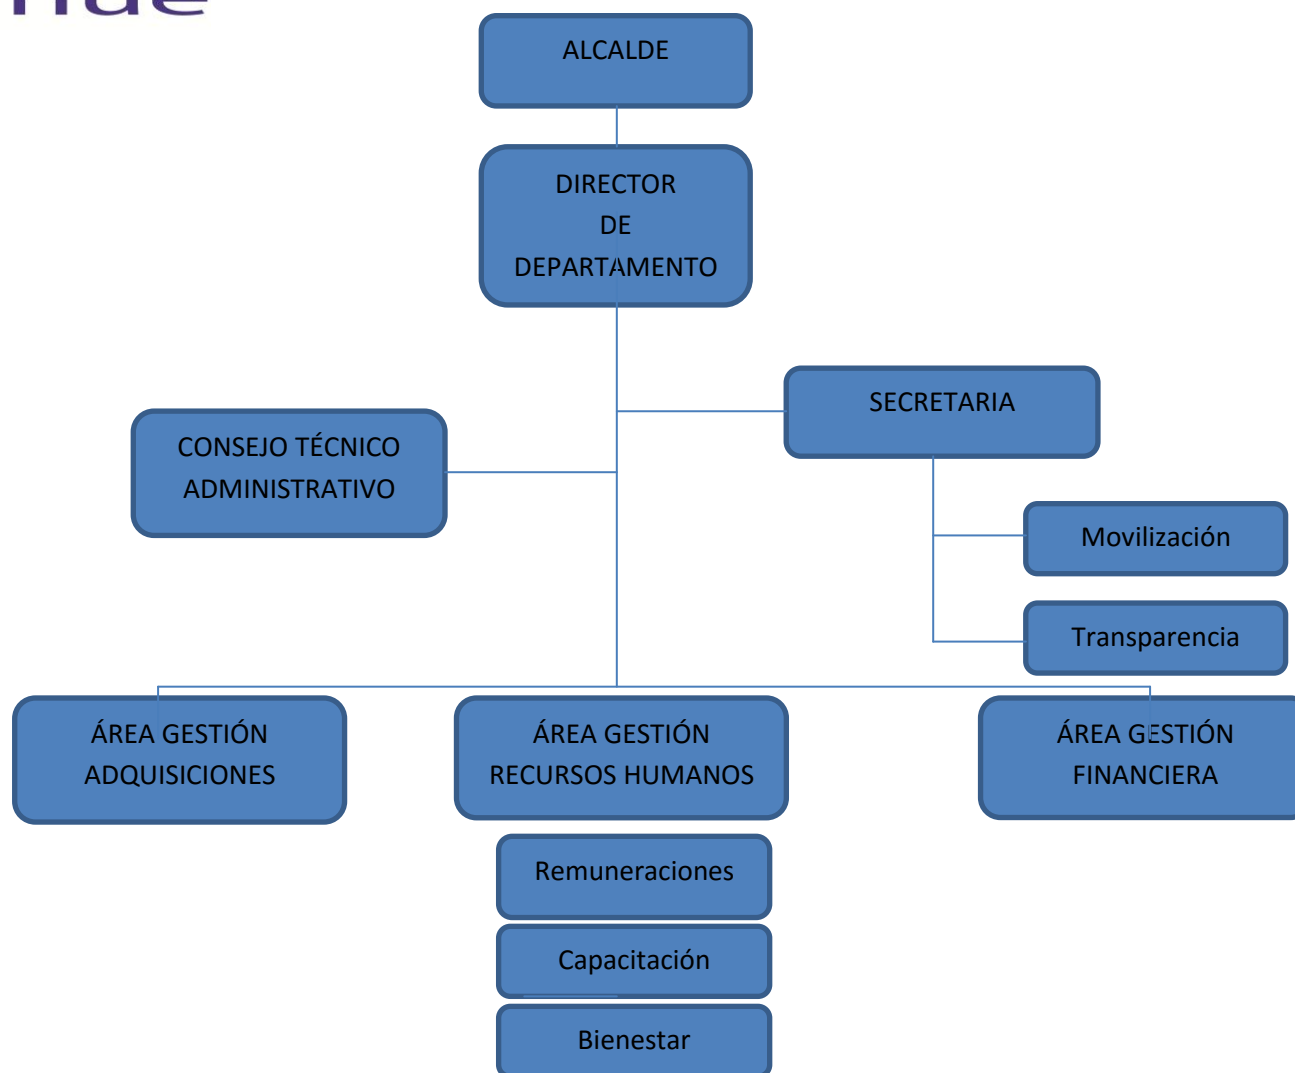 ALCALDE
DIRECTOR
DE
DEPARTAMENTO
SECRETARIA
CONSEJO TÉCNICO
ADMINISTRATIVO
Movilización
Transparencia
ÁREA GESTIÓN
ADQUISICIONES
ÁREA GESTIÓN
RECURSOS HUMANOS
ÁREA GESTIÓN
FINANCIERA
Remuneraciones
Capacitación
Bienestar